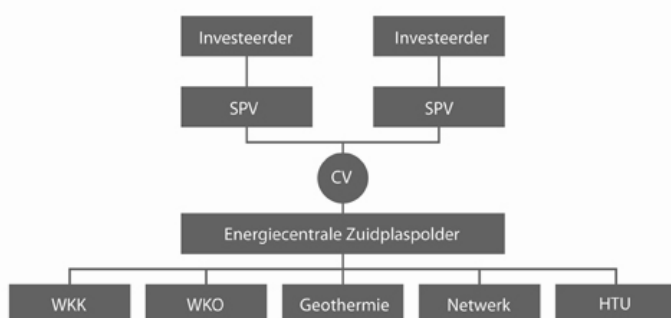 Investeerder Investeerder
SPV SPV
CV
Energiecentrale Zuidplaspolder
WKK WKO Geothermie Netwerk HTU